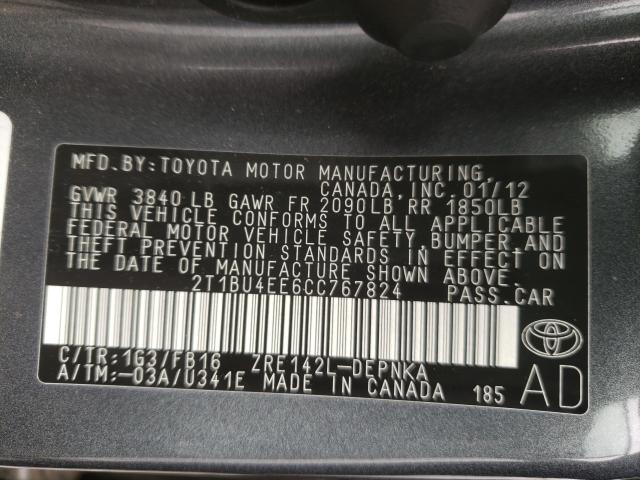 MFD. BY: TOYOTA MOTOR MANUFACTURING,
CANADA, INC. 01/12
GVWR 3840 LB GAWR FR 2090LB RR 1850LB
THIS VEHICLE CONFORMS TO ALL APPLICABLE
FEDERAL MOTOR VEHICLE SAFETY, BUMPER, AND
THEFT PREVENTION STANDARDS IN EFFECT ON
THE DATE OF MANUFACTURE SHOWN ABOVE.
2T1BU4EE6CC767824 PASS. CAR
C/TR: 1G3/FB16 ZRE142L-DEPNKA
A/TM: -03A/U341E MADE IN CANADA 185
AD